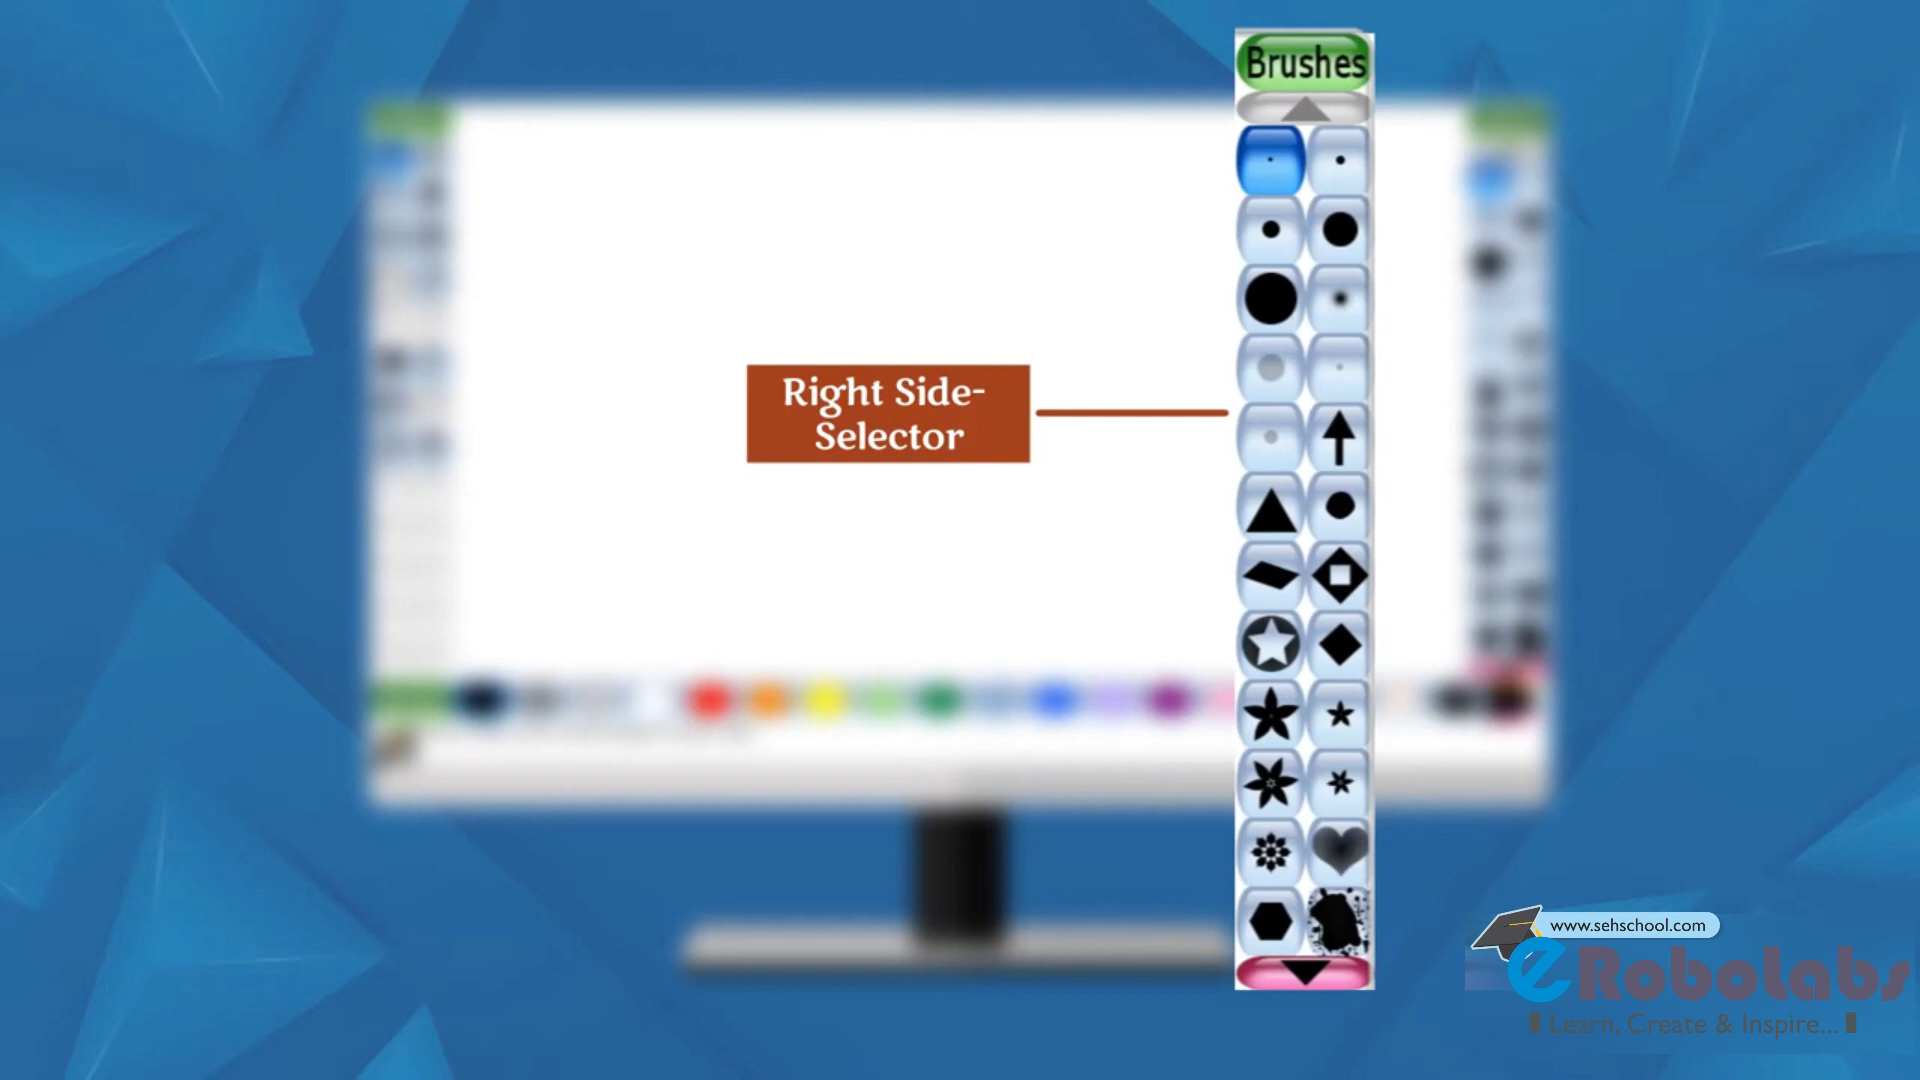 Brushes
Right Side-
Selector
www.sehschool.com
eRoboLabs
Learn, Create & Inspire...